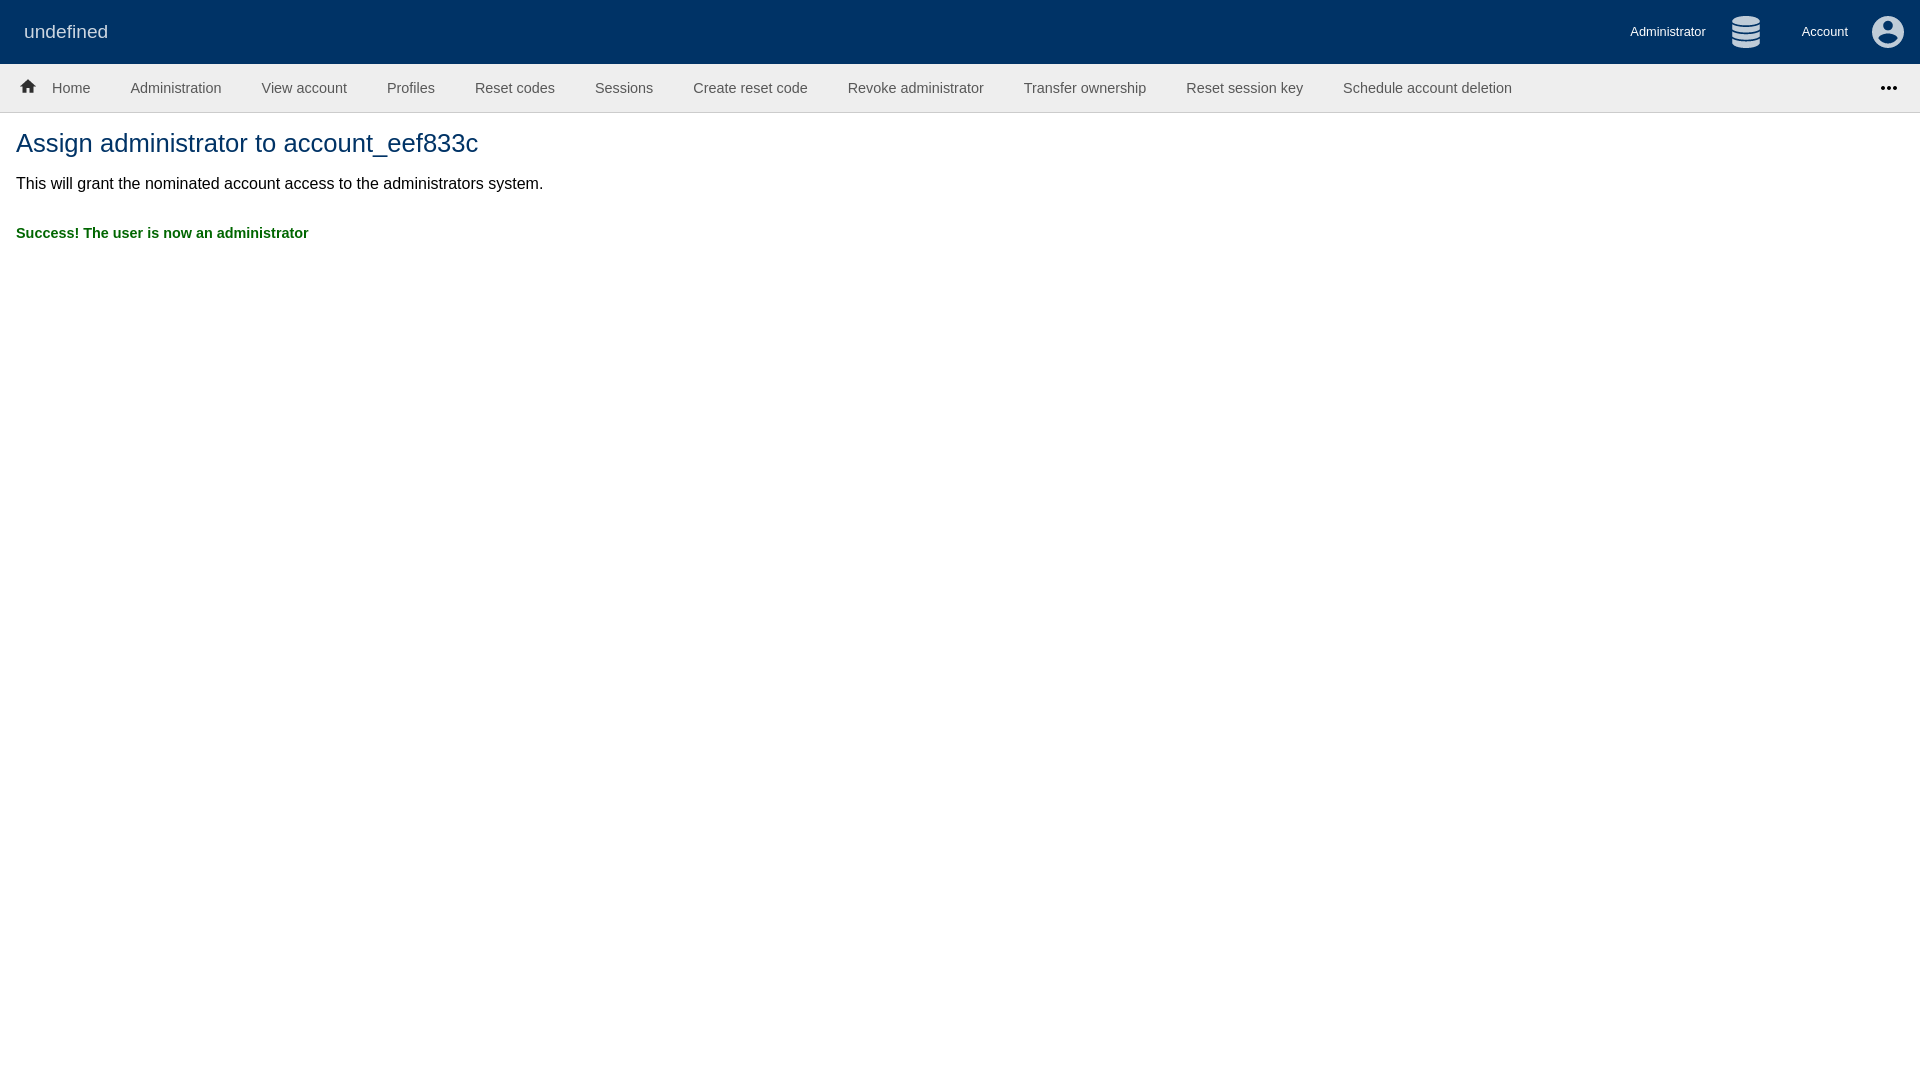 undefined
Administrator
Account
Home
Administration
View account
Profiles
Reset codes
Sessions
Create reset code
Revoke administrator
Transfer ownership
Reset session key
Schedule account deletion
Assign administrator to account_eef833c
This will grant the nominated account access to the administrators system.
Success! The user is now an administrator